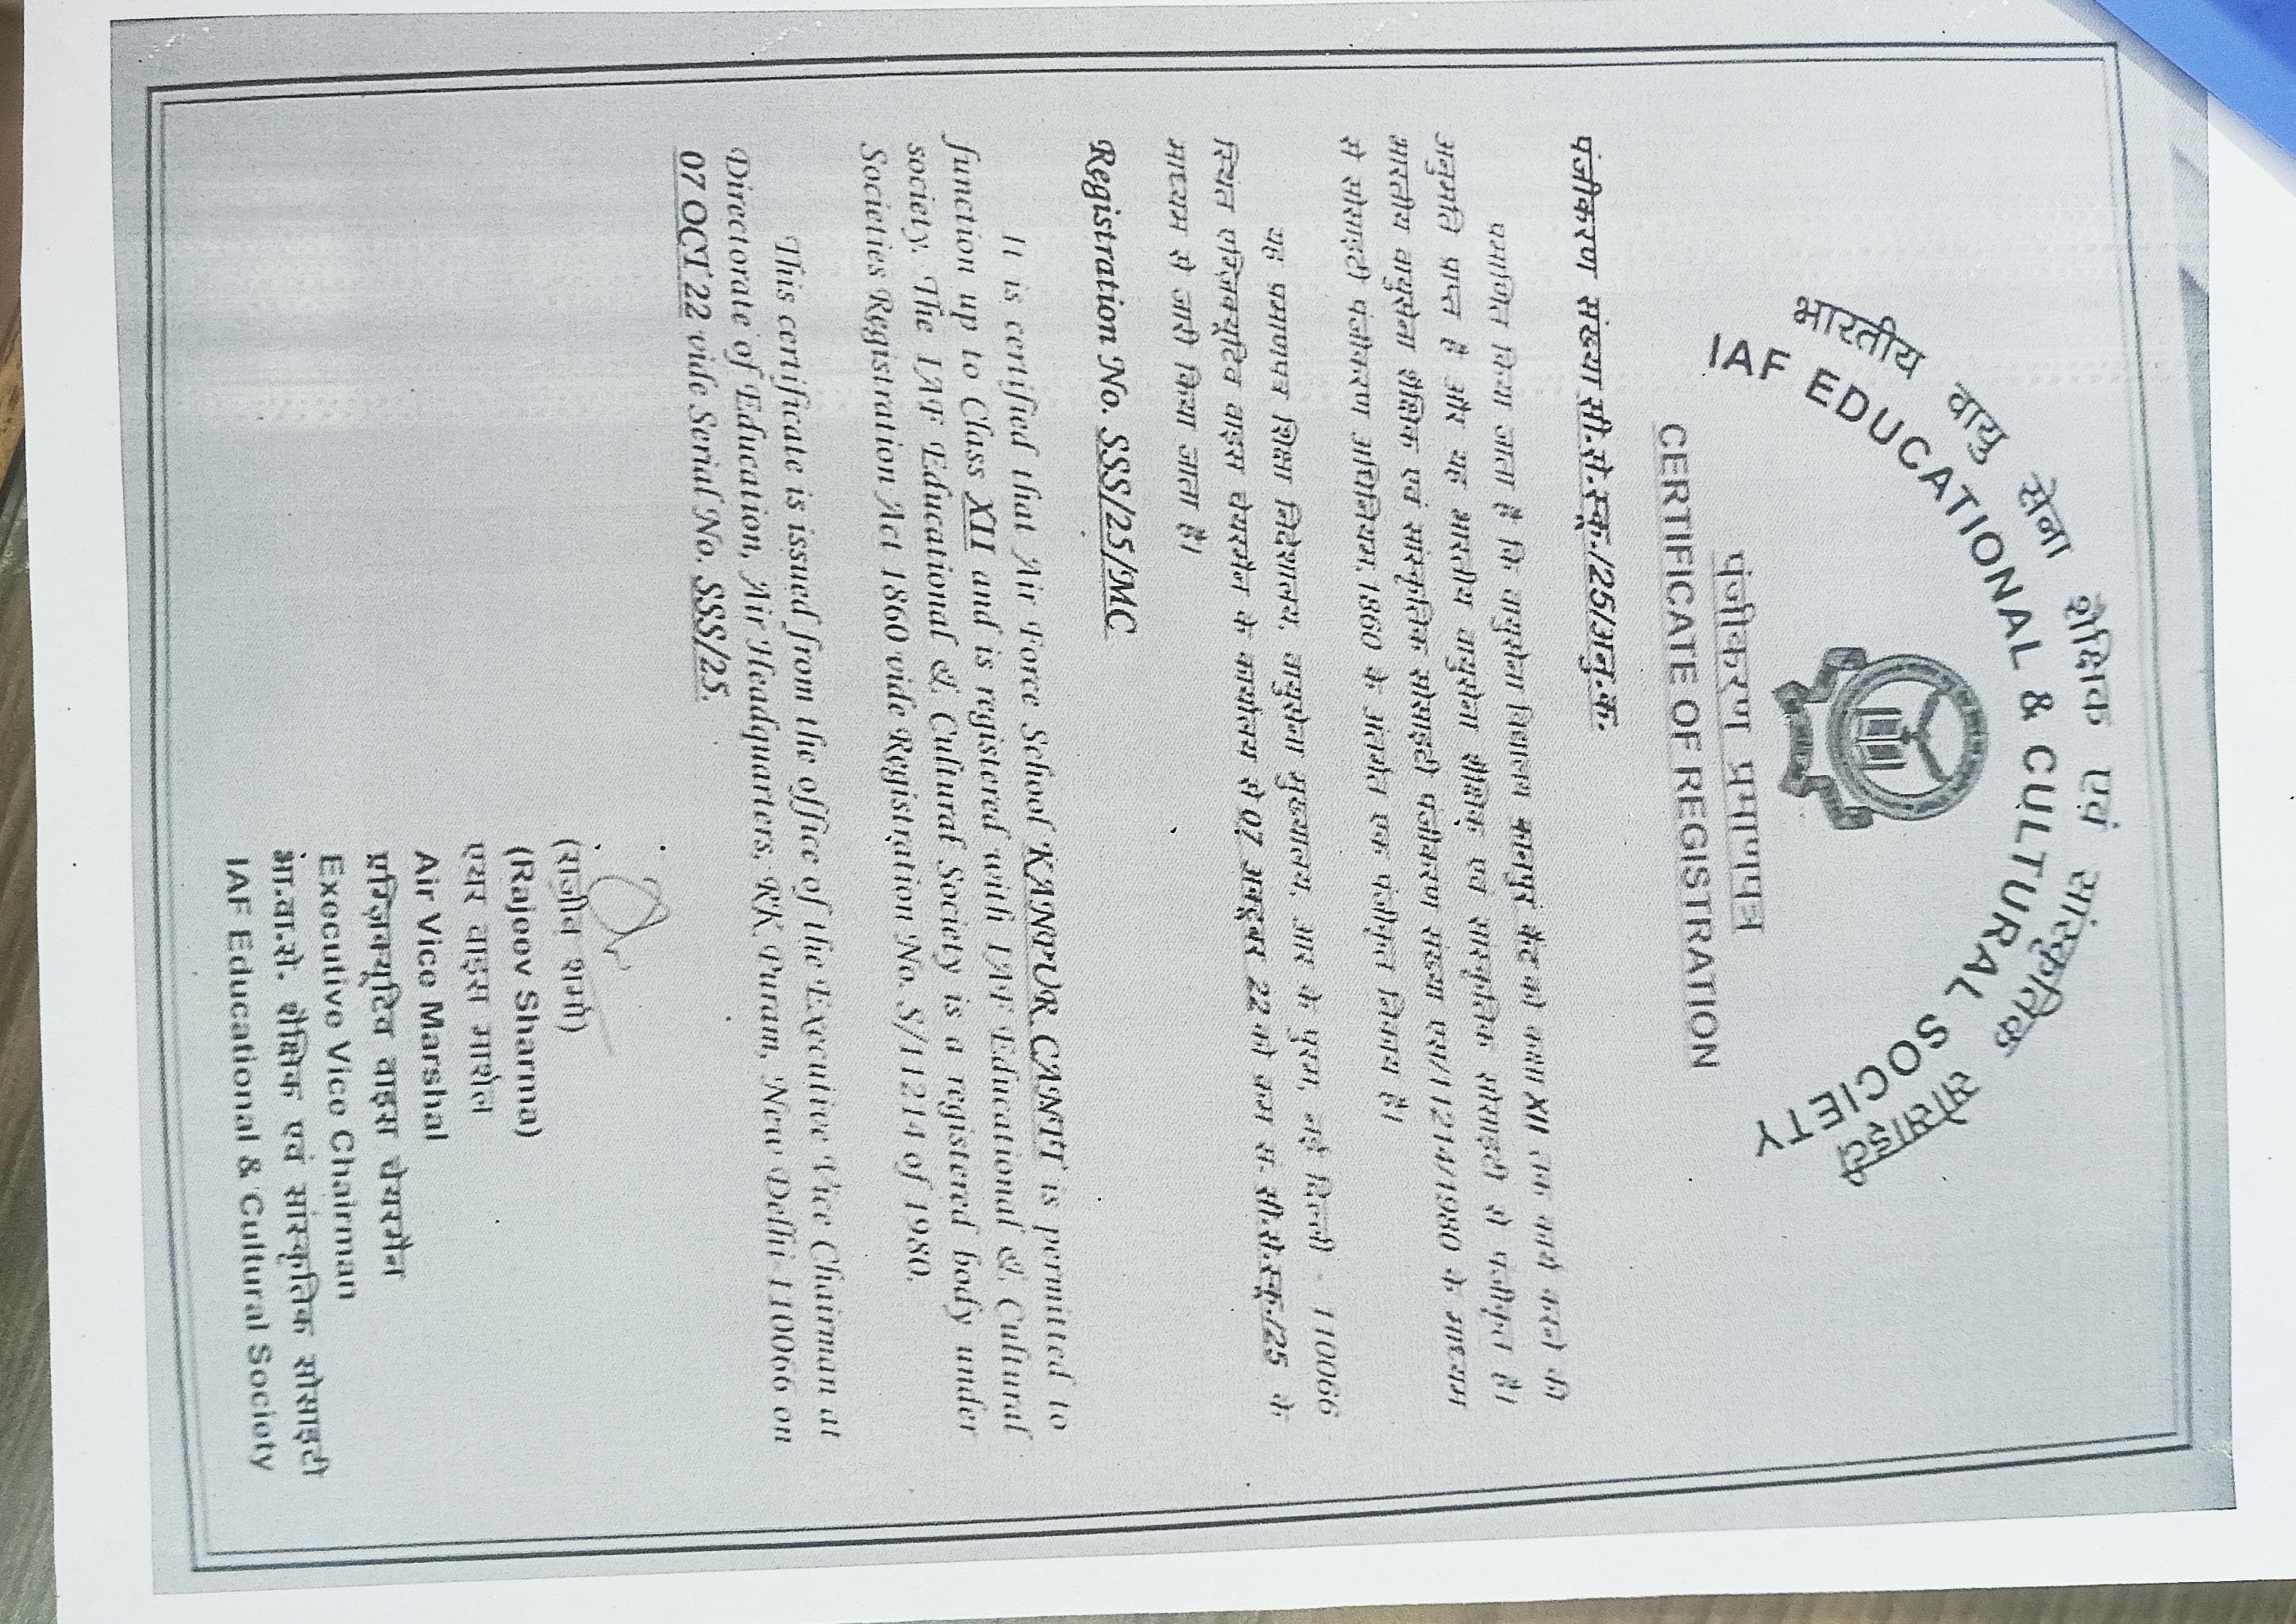 भारतीय वायु सेना शैक्षिक एवं सांस्कृतिक सोसाइटी
IAF EDUCATIONAL & CULTURAL SOCIETY
पंजीकरण प्रमाणपत्र
CERTIFICATE OF REGISTRATION
पंजीकरण संख्या सी.से.स्कू./25/अनु.क.
प्रमाणित किया जाता है कि वायुसेना विद्यालय कानपुर कैंट को कक्षा XII तक कार्य करने की
अनुमति प्राप्त है और यह भारतीय वायुसेना शैक्षिक एवं सांस्कृतिक सोसाइटी से पंजीकृत है।
भारतीय वायुसेना शैक्षिक एवं सांस्कृतिक सोसाइटी पंजीकरण संख्या एस/11214/1980 के माध्यम
से सोसाइटी पंजीकरण अधिनियम,1860 के अंतर्गत एक पंजीकृत निकाय है।
यह प्रमाणपत्र शिक्षा निदेशालय, वायुसेना मुख्यालय, आर के पुरम, नई दिल्ली - 110066
स्थित एग्ज़िक्यूटिव वाइस चेयरमैन के कार्यालय से 07 अक्टूबर 22 को क्रम सं. सी.से.स्कू./25 के
माध्यम से जारी किया जाता है।
Registration No. SSS/25/MC
It is certified that Air Force School KANPUR CANTT is permitted to
function up to Class XII and is registered with IAF Educational & Cultural
society. The IAF Educational & Cultural Society is a registered body under
Societies Registration Act 1860 vide Registration No. S/11214 of 1980.
This certificate is issued from the office of the Executive Vice Chairman at
Directorate of Education, Air Headquarters, RK Puram, New Delhi-110066 on
07 OCT 22 vide Serial No. SSS/25.
(राजीव शर्मा)
(Rajeev Sharma)
एयर वाइस मार्शल
Air Vice Marshal
एग्ज़िक्यूटिव वाइस चेयरमैन
Executive Vice Chairman
भा.वा.से. शैक्षिक एवं सांस्कृतिक सोसाइटी
IAF Educational & Cultural Society